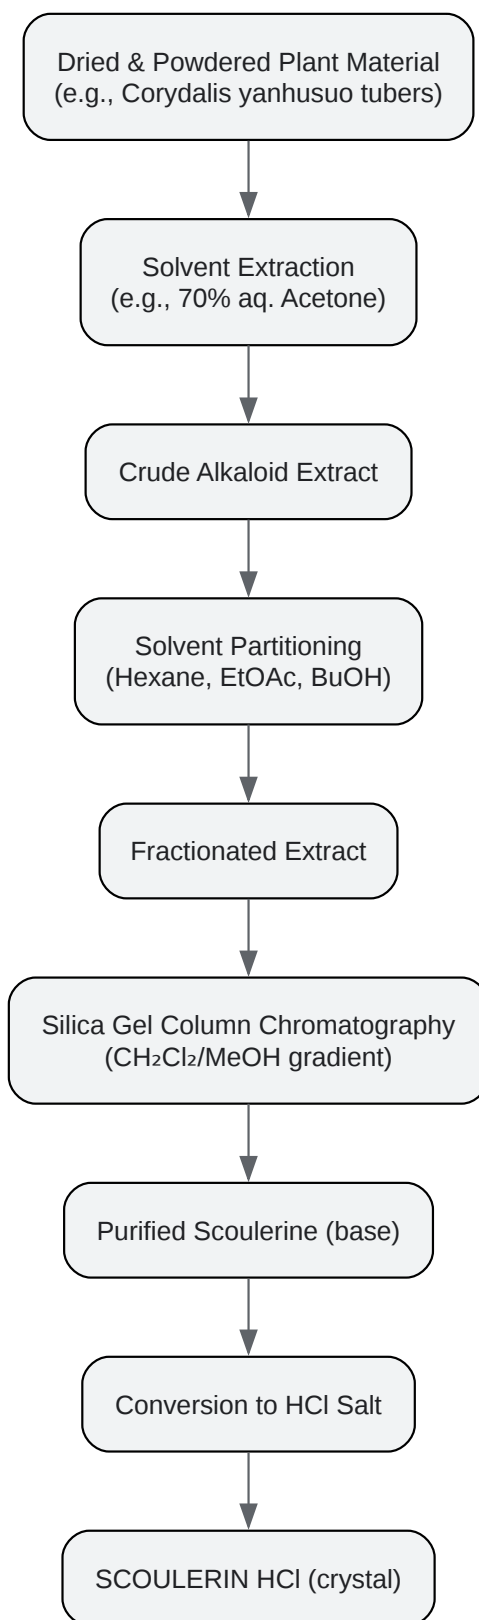 Dried & Powdered Plant Material
(e.g., Corydalis yanhusuo tubers)
Solvent Extraction
(e.g., 70% aq. Acetone)
Crude Alkaloid Extract
Solvent Partitioning
(Hexane, EtOAc, BuOH)
Fractionated Extract
Silica Gel Column Chromatography
(CH₂Cl₂/MeOH gradient)
Purified Scoulerine (base)
Conversion to HCl Salt
SCOULERIN HCl (crystal)